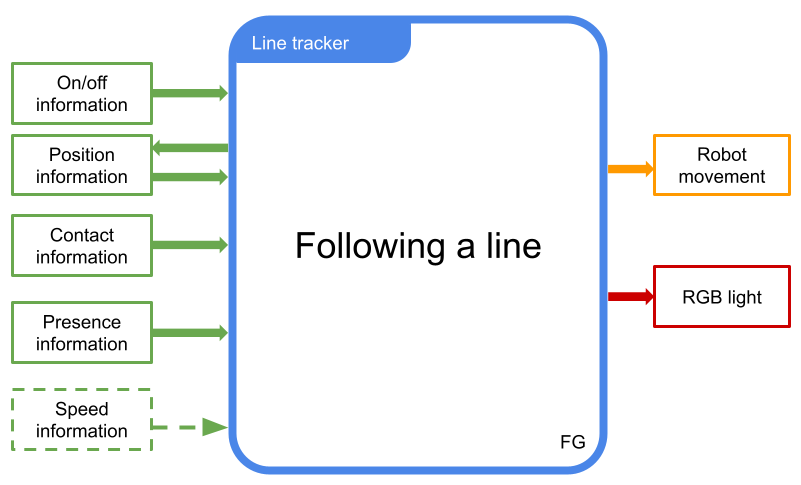 Line tracker
On/off
information
Position
information
Contact
information
Presence
information
Speed
information
Following a line
Robot
movement
RGB light
FG